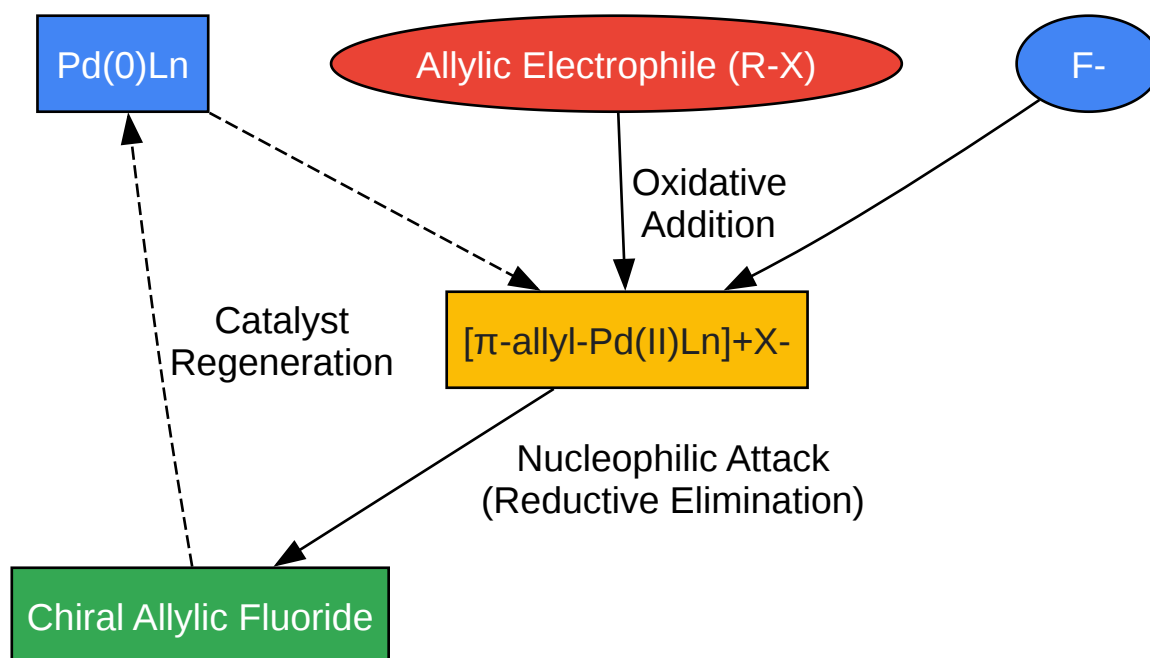 Pd(0)Ln
Allylic Electrophile (R-X)
F-
Oxidative
Addition
[π-allyl-Pd(II)Ln]+X-
Catalyst
Regeneration
Nucleophilic Attack
(Reductive Elimination)
Chiral Allylic Fluoride